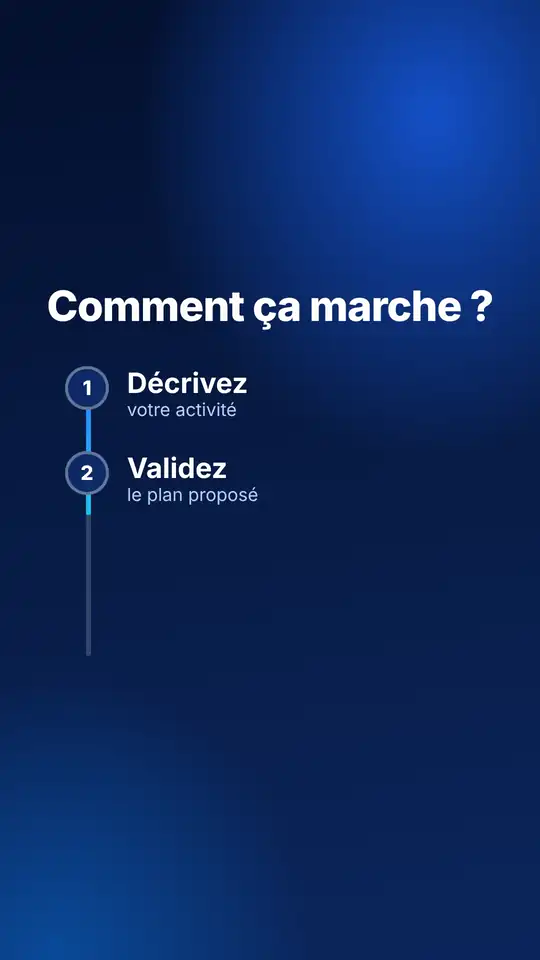 Comment ça marche ?
1
Décrivez
votre activité
2
Validez
le plan proposé